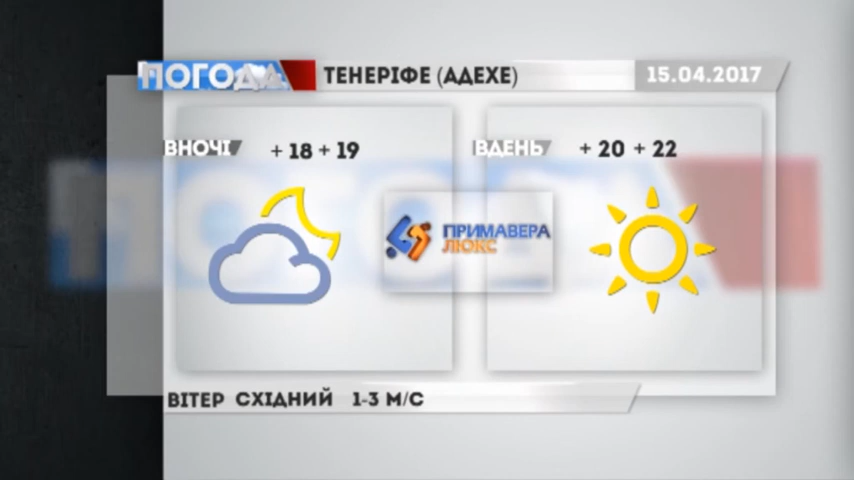 ПОГОДА ТЕНЕРІФЕ (АДЕХЕ) 15.04.2017
ВНОЧІ +18 +19
ВДЕНЬ +20 +22
ПРИМАВЕРА
ЛЮКС
ВІТЕР СХІДНИЙ 1-3 М/С